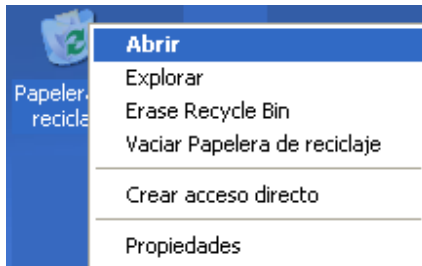 Abrir
Explorar
Papeler
Erase Recycle Bin
recicla
Vaciar Papelera de reciclaje
Crear acceso directo
Propiedades